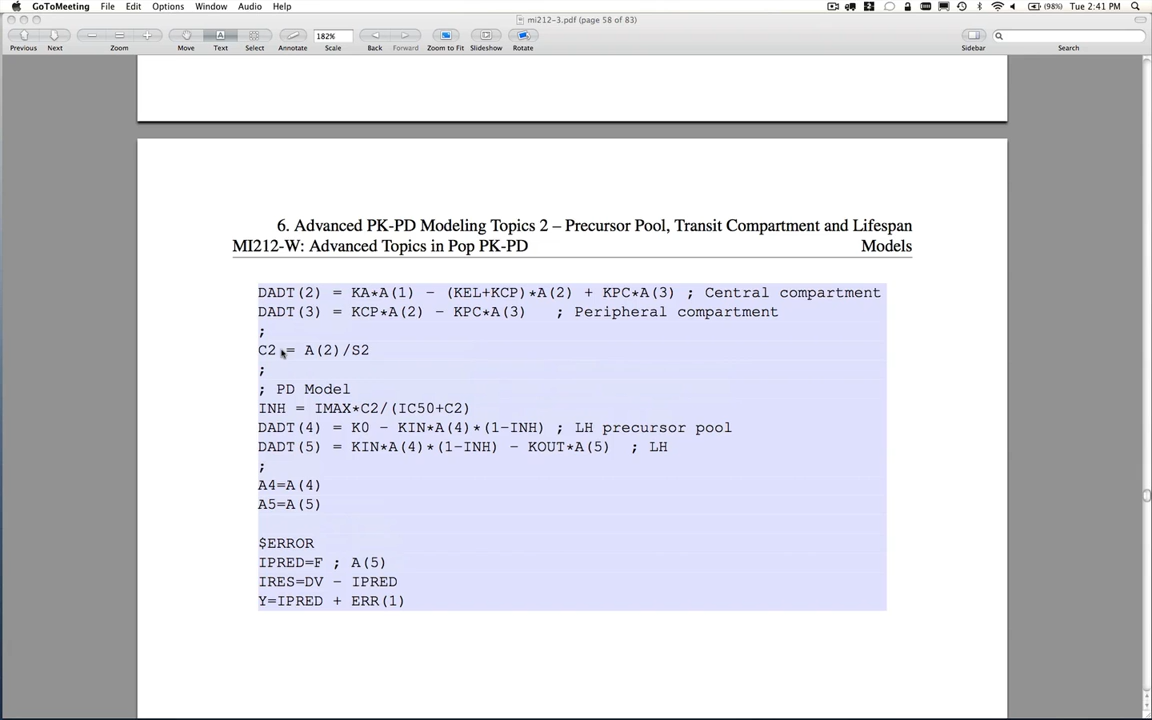 GoToMeeting File Options Window About Help (98%) Tue 2:41 PM
mi212-3.pdf (page 58 of 83)
182%
Previous Next Zoom Move Text Select Annotate Scale Back Forward Zoom to Fit Slideshow Rotate Sidebar Search
6. Advanced PK-PD Modeling Topics 2 – Precursor Pool, Transit Compartment and Lifespan
MI212-W: Advanced Topics in Pop PK-PD Models
DADT(2) = KA*A(1) - (KEL+KCP)*A(2) + KPC*A(3) ; Central compartment
DADT(3) = KCP*A(2) - KPC*A(3) ; Peripheral compartment
;
C2 = A(2)/S2
;
; PD Model
INH = IMAX*C2/(IC50+C2)
DADT(4) = K0 - KIN*A(4)*(1-INH) ; LH precursor pool
DADT(5) = KIN*A(4)*(1-INH) - KOUT*A(5) ; LH
;
A4=A(4)
A5=A(5)
$ERROR
IPRED=F ; A(5)
IRES=DV - IPRED
Y=IPRED + ERR(1)